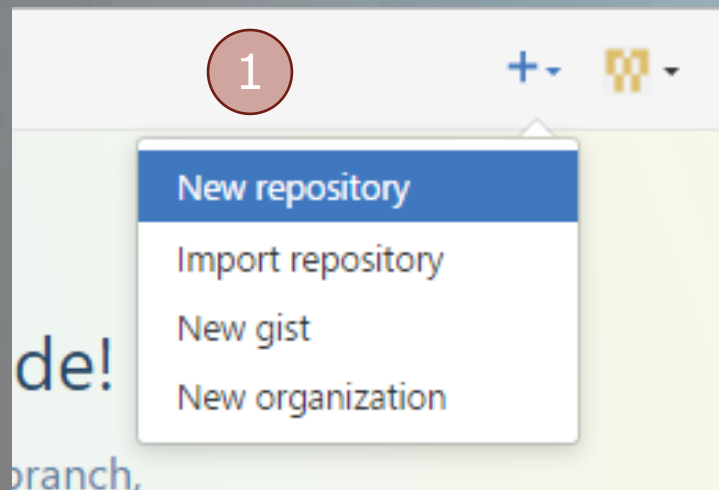 1
New repository
Import repository
New gist
New organization
de!
branch,